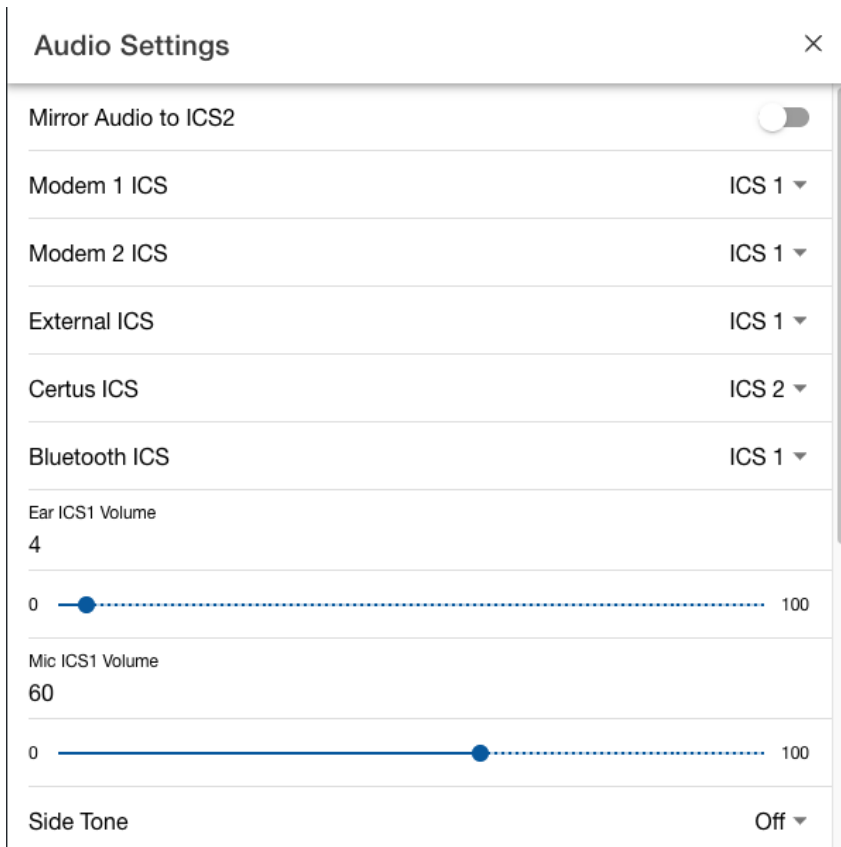 Audio Settings
Mirror Audio to ICS2
Modem 1 ICS ICS 1
Modem 2 ICS ICS 1
External ICS ICS 1
Certus ICS ICS 2
Bluetooth ICS ICS 1
Ear ICS1 Volume
4
0 100
Mic ICS1 Volume
60
0 100
Side Tone Off